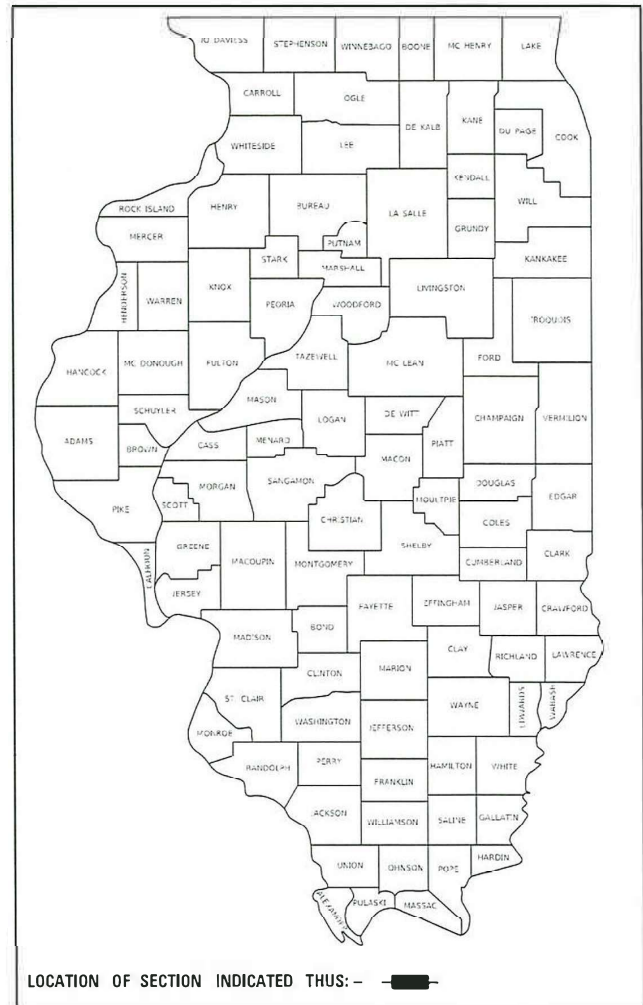 JO DAVIESS STEPHENSON WINNEBAGO BOONE MC HENRY LAKE
CARROLL OGLE DE KALB KANE DU PAGE COOK
WHITESIDE LEE
KENDALL
ROCK ISLAND HENRY BUREAU LA SALLE GRUNDY WILL
MERCER PUTNAM
STARK MARSHALL KANKAKEE
HENDERSON WARREN KNOX PEORIA WOODFORD LIVINGSTON
IROQUOIS
HANCOCK MC DONOUGH FULTON TAZEWELL MC LEAN FORD
MASON
SCHUYLER LOGAN DE WITT CHAMPAIGN VERMILION
ADAMS BROWN CASS MENARD MACON PIATT
SANGAMON DOUGLAS
PIKE SCOTT MORGAN CHRISTIAN MOULTRIE EDGAR
COLES
CALHOUN GREENE MACOUPIN MONTGOMERY SHELBY CUMBERLAND CLARK
JERSEY FAYETTE EFFINGHAM JASPER CRAWFORD
MADISON BOND
CLINTON MARION CLAY RICHLAND LAWRENCE
ST CLAIR WAYNE EDWARDS WABASH
WASHINGTON JEFFERSON
MONROE
RANDOLPH PERRY FRANKLIN HAMILTON WHITE
JACKSON WILLIAMSON SALINE GALLATIN
UNION OHNSON POPE HARDIN
ALEXANDER PULASKI MASSAC
LOCATION OF SECTION INDICATED THUS: –